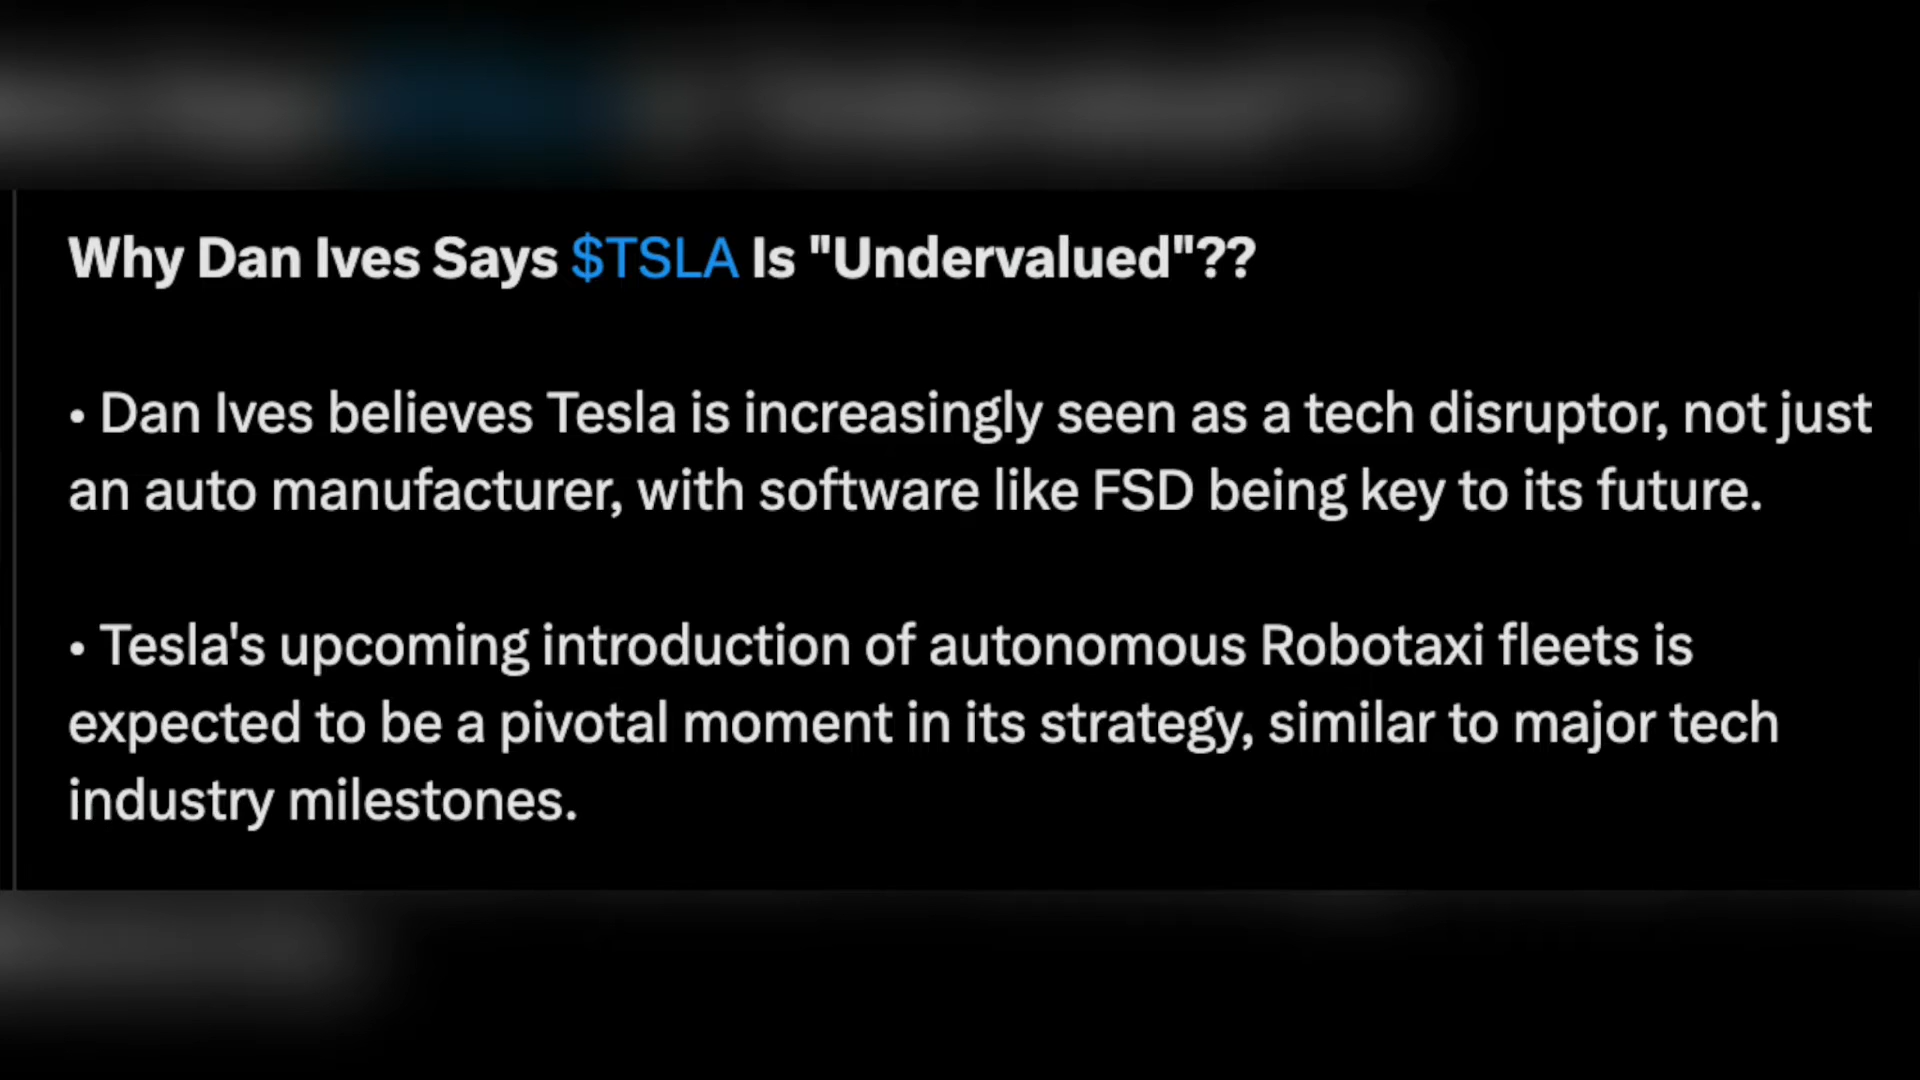 Why Dan Ives Says $TSLA Is "Undervalued"??
• Dan Ives believes Tesla is increasingly seen as a tech disruptor, not just
an auto manufacturer, with software like FSD being key to its future.
• Tesla's upcoming introduction of autonomous Robotaxi fleets is
expected to be a pivotal moment in its strategy, similar to major tech
industry milestones.